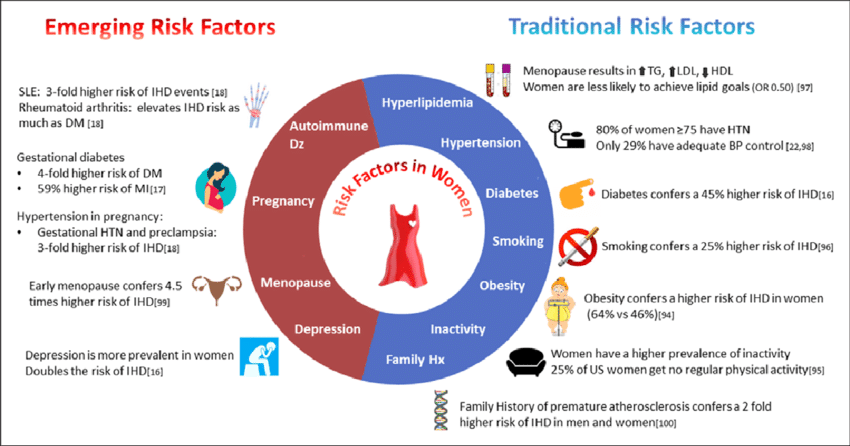 Emerging Risk Factors
Traditional Risk Factors
SLE: 3-fold higher risk of IHD events [18]
Rheumatoid arthritis: elevates IHD risk as
much as DM [18]
Gestational diabetes
• 4-fold higher risk of DM
• 59% higher risk of MI[17]
Hypertension in pregnancy:
• Gestational HTN and preclampsia:
3-fold higher risk of IHD[18]
Early menopause confers 4.5
times higher risk of IHD[99]
Depression is more prevalent in women
Doubles the risk of IHD[16]
Autoimmune
Dz
Pregnancy
Menopause
Depression
Risk Factors in Women
Hyperlipidemia
Hypertension
Diabetes
Smoking
Obesity
Inactivity
Family Hx
Menopause results in ⬆TG, ⬆LDL, ⬇HDL
Women are less likely to achieve lipid goals (OR 0.50) [97]
80% of women ≥75 have HTN
Only 29% have adequate BP control [22,98]
Diabetes confers a 45% higher risk of IHD[16]
Smoking confers a 25% higher risk of IHD[96]
Obesity confers a higher risk of IHD in women
(64% vs 46%)[94]
Women have a higher prevalence of inactivity
25% of US women get no regular physical activity[95]
Family History of premature atherosclerosis confers a 2 fold
higher risk of IHD in men and women[100]